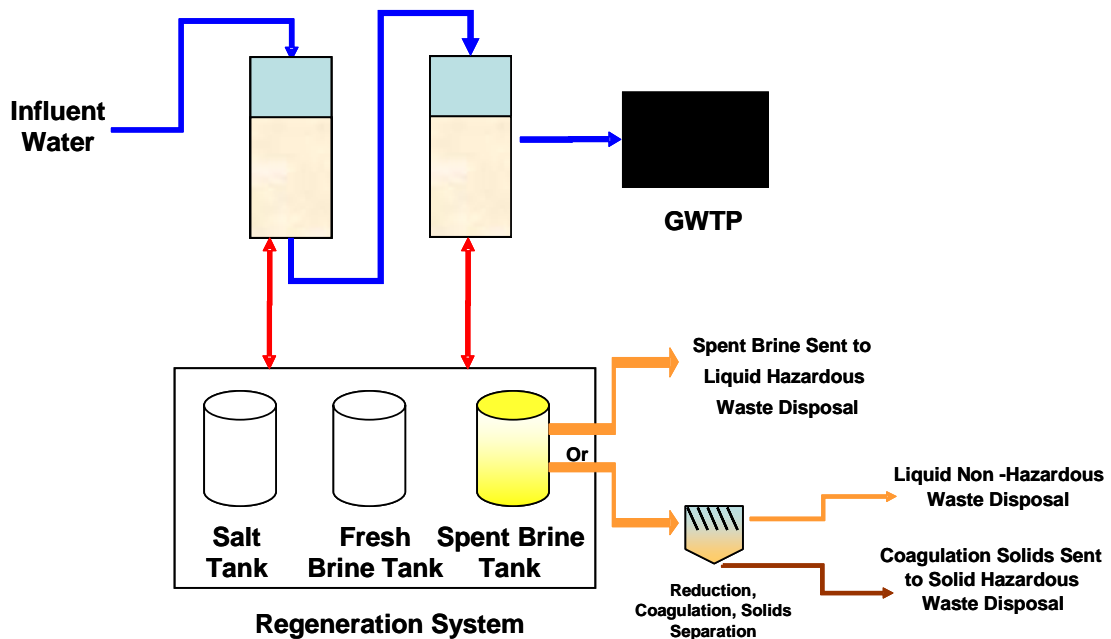 Influent
Water
GWTP
Spent Brine Sent to
Liquid Hazardous
Waste Disposal
Or
Salt
Tank
Fresh
Brine Tank
Spent Brine
Tank
Liquid Non -Hazardous
Waste Disposal
Coagulation Solids Sent
to Solid Hazardous
Waste Disposal
Reduction,
Coagulation, Solids
Separation
Regeneration System